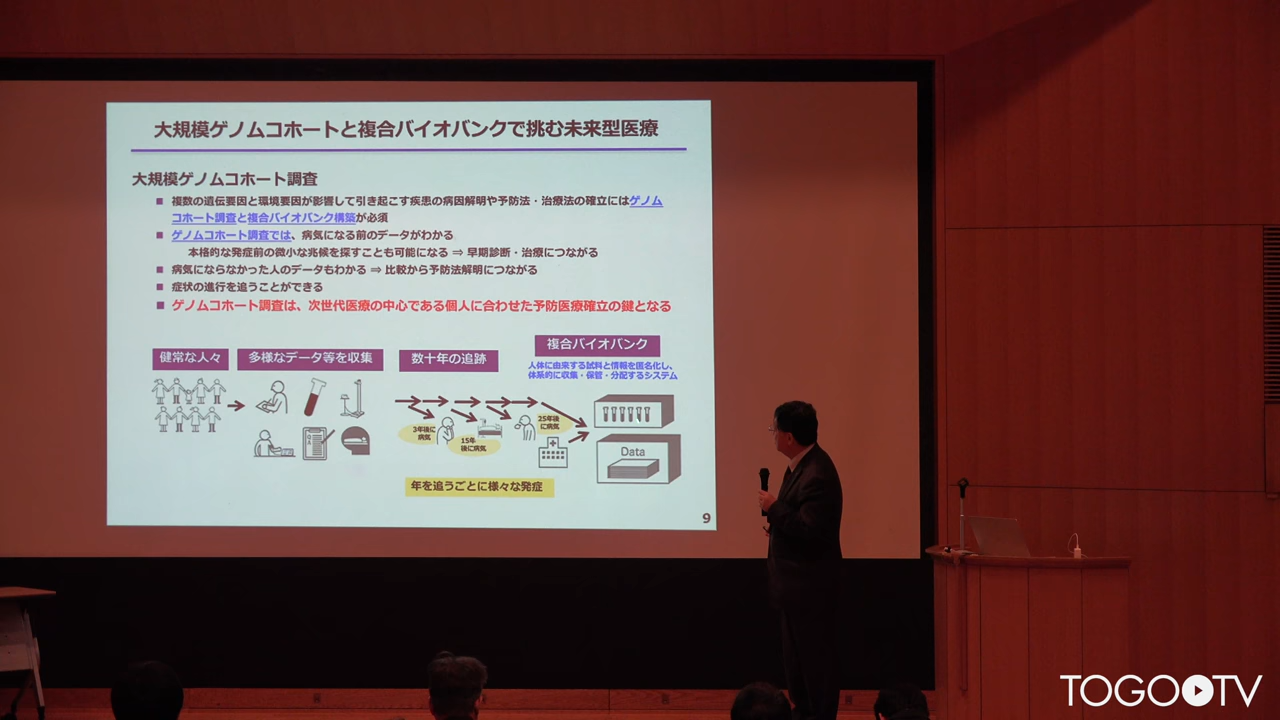 大規模ゲノムコホートと複合バイオバンクで挑む未来型医療
大規模ゲノムコホート調査
■ 複数の遺伝要因と環境要因が影響して引き起こす疾患の病因解明や予防法・治療法の確立にはゲノム
コホート調査と複合バイオバンク構築が必須
■ ゲノムコホート調査では、病気になる前のデータがわかる
本格的な発症前の微小な兆候を探すことも可能になる ⇒ 早期診断・治療につながる
■ 病気にならなかった人のデータもわかる ⇒ 比較から予防法解明につながる
■ 症状の進行を追うことができる
■ ゲノムコホート調査は、次世代医療の中心である個人に合わせた予防医療確立の鍵となる
健常な人々
多様なデータ等を収集
数十年の追跡
複合バイオバンク
人体に由来する試料と情報を匿名化し、
体系的に収集・保管・分配するシステム
3年後に
病気
15年
後に病気
25年後
に病気
Data
年を追うごとに様々な発症
9
TOGOTV